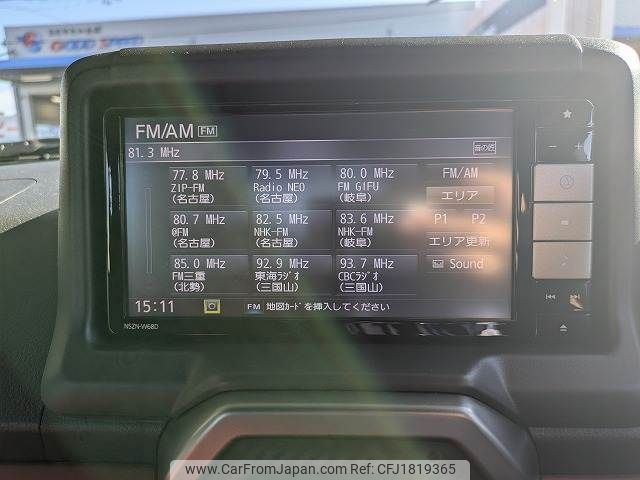 FM/AM FM
81.3 MHz 音の匠
77.8 MHz 79.5 MHz 80.0 MHz FM/AM
ZIP-FM Radio NEO FM GIFU
(名古屋) (名古屋) (岐阜) エリア
80.7 MHz 82.5 MHz 83.6 MHz P1 P2
@FM NHK-FM NHK-FM
(名古屋) (名古屋) (岐阜) エリア更新
85.0 MHz 92.9 MHz 93.7 MHz Sound
FM三重 東海ラジオ CBCラジオ
(北勢) (三国山) (三国山)
15:11 FM 地図カードを挿入してください
NSZN-W68D
www.CarFromJapan.com - CFJ1819365